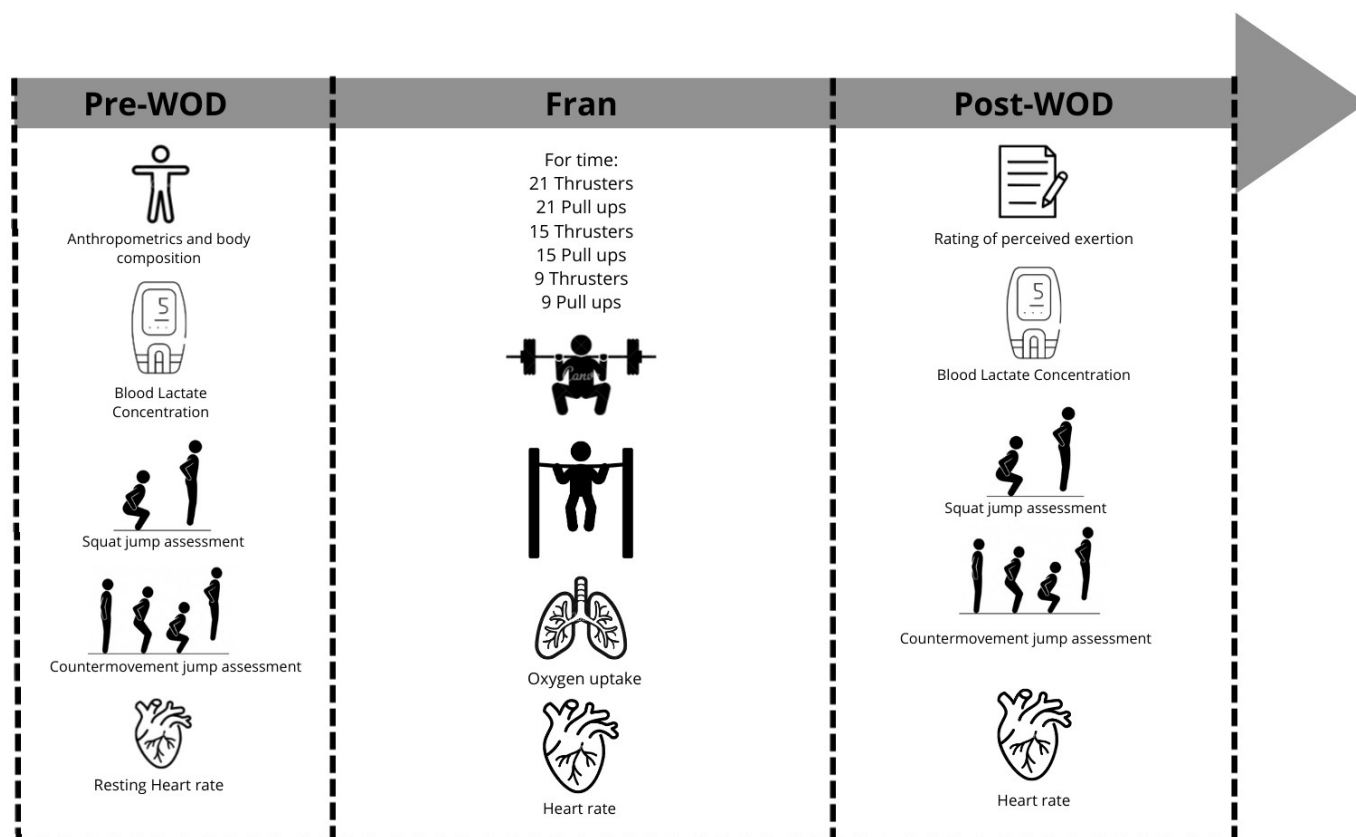 Pre-WOD
Anthropometrics and body
composition
5
Blood Lactate
Concentration
Squat jump assessment
Countermovement jump assessment
Resting Heart rate
Fran
For time:
21 Thrusters
21 Pull ups
15 Thrusters
15 Pull ups
9 Thrusters
9 Pull ups
Canva
Oxygen uptake
Heart rate
Post-WOD
Rating of perceived exertion
5
Blood Lactate Concentration
Squat jump assessment
Countermovement jump assessment
Heart rate